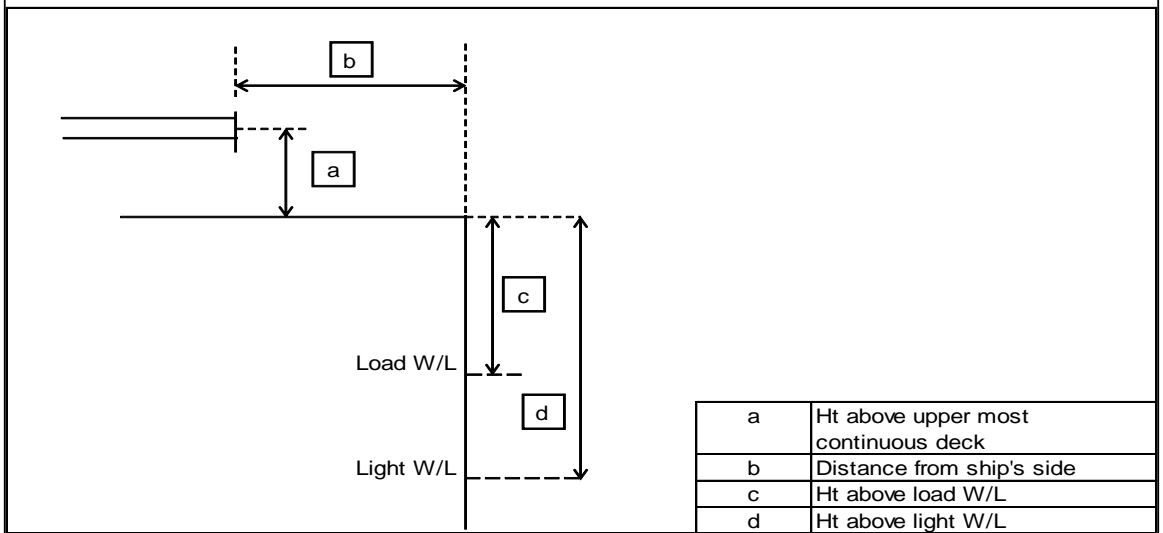 b
a
c
Load W/L
d
Light W/L
a Ht above upper most
continuous deck
b Distance from ship's side
c Ht above load W/L
d Ht above light W/L